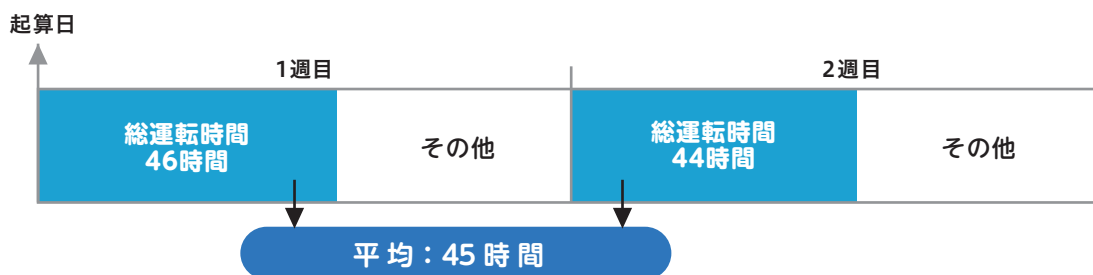 起算日
1週目
2週目
総運転時間
46時間
その他
総運転時間
44時間
その他
平均：45時間